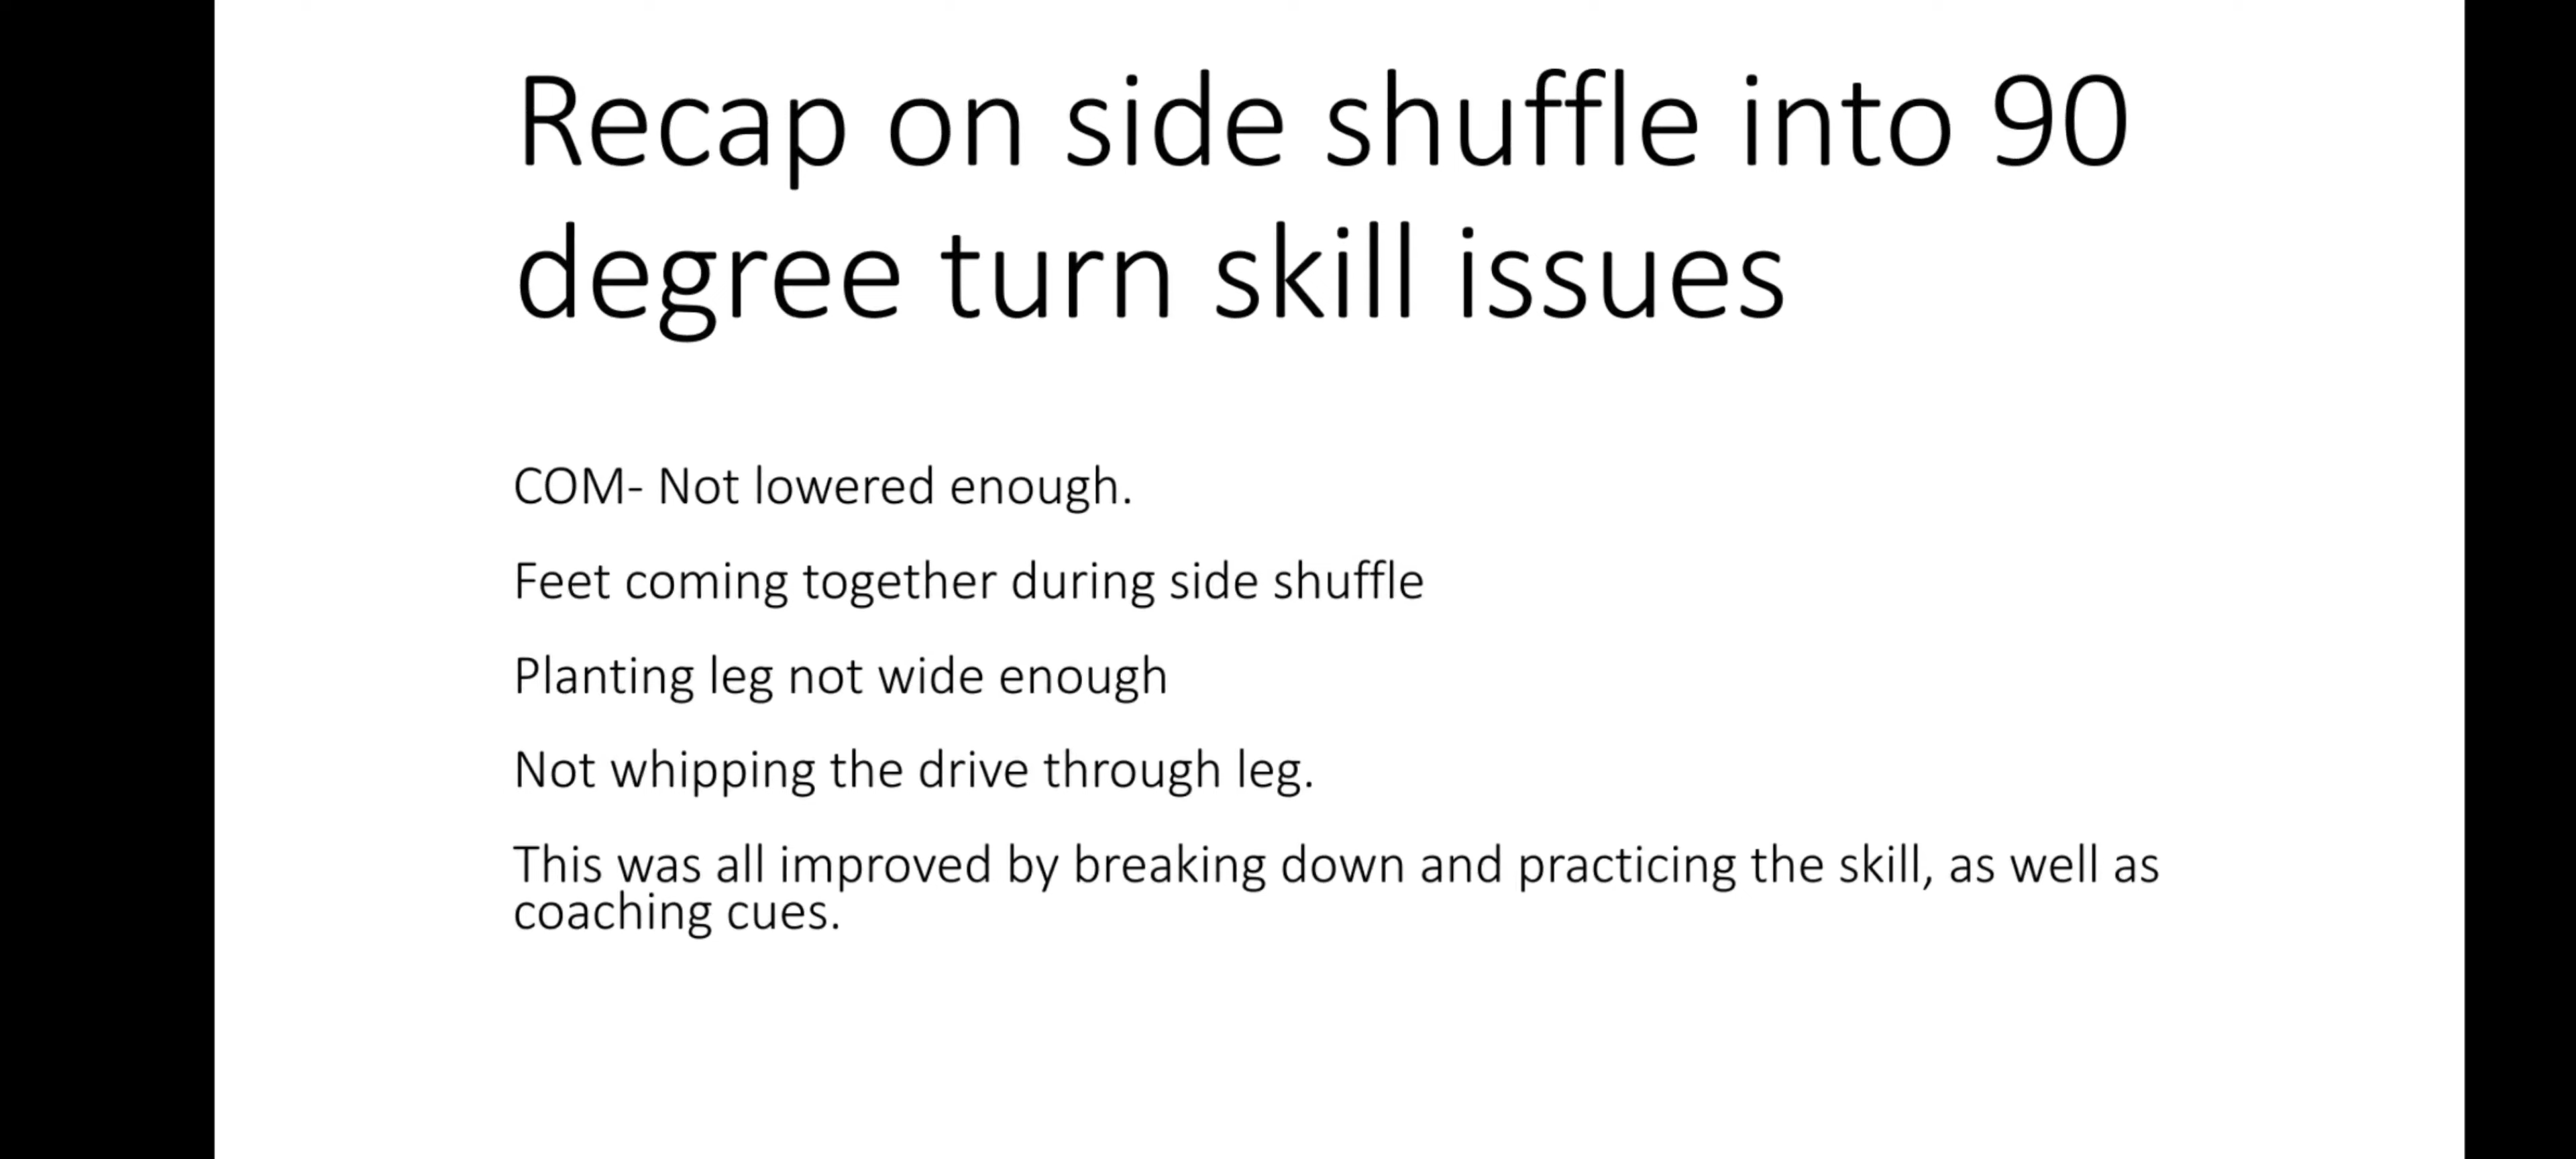 Recap on side shuffle into 90
degree turn skill issues
COM- Not lowered enough.
Feet coming together during side shuffle
Planting leg not wide enough
Not whipping the drive through leg.
This was all improved by breaking down and practicing the skill, as well as
coaching cues.